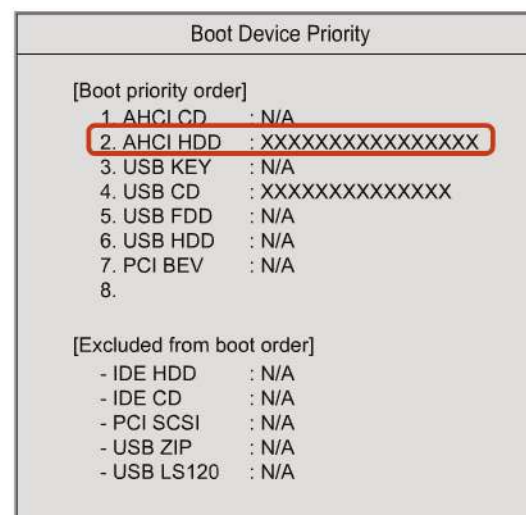 Boot Device Priority
[Boot priority order]
1. AHCI CD : N/A
2. AHCI HDD : XXXXXXXXXXXXXXXX
3. USB KEY : N/A
4. USB CD : XXXXXXXXXXXXXX
5. USB FDD : N/A
6. USB HDD : N/A
7. PCI BEV : N/A
8.
[Excluded from boot order]
- IDE HDD : N/A
- IDE CD : N/A
- PCI SCSI : N/A
- USB ZIP : N/A
- USB LS120 : N/A